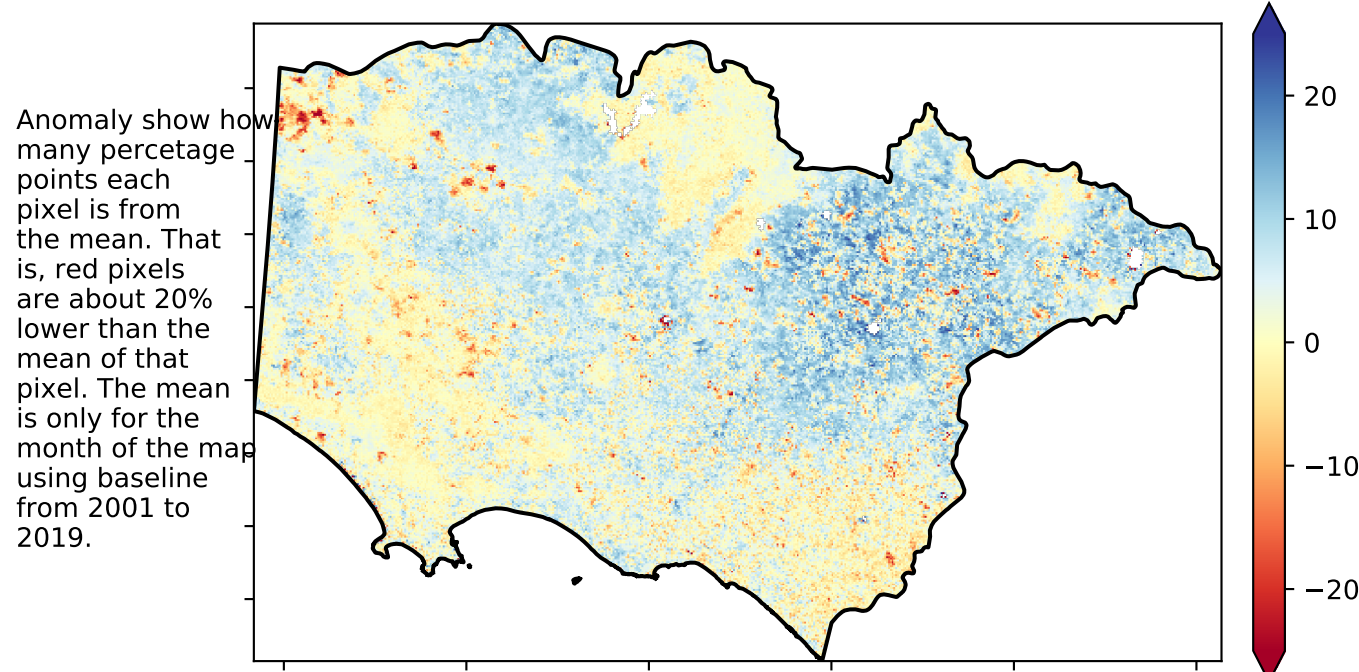 Anomaly show how
many percetage
points each
pixel is from
the mean. That
is, red pixels
are about 20%
lower than the
mean of that
pixel. The mean
is only for the
month of the map
using baseline
from 2001 to
2019.
20
10
0
−10
−20